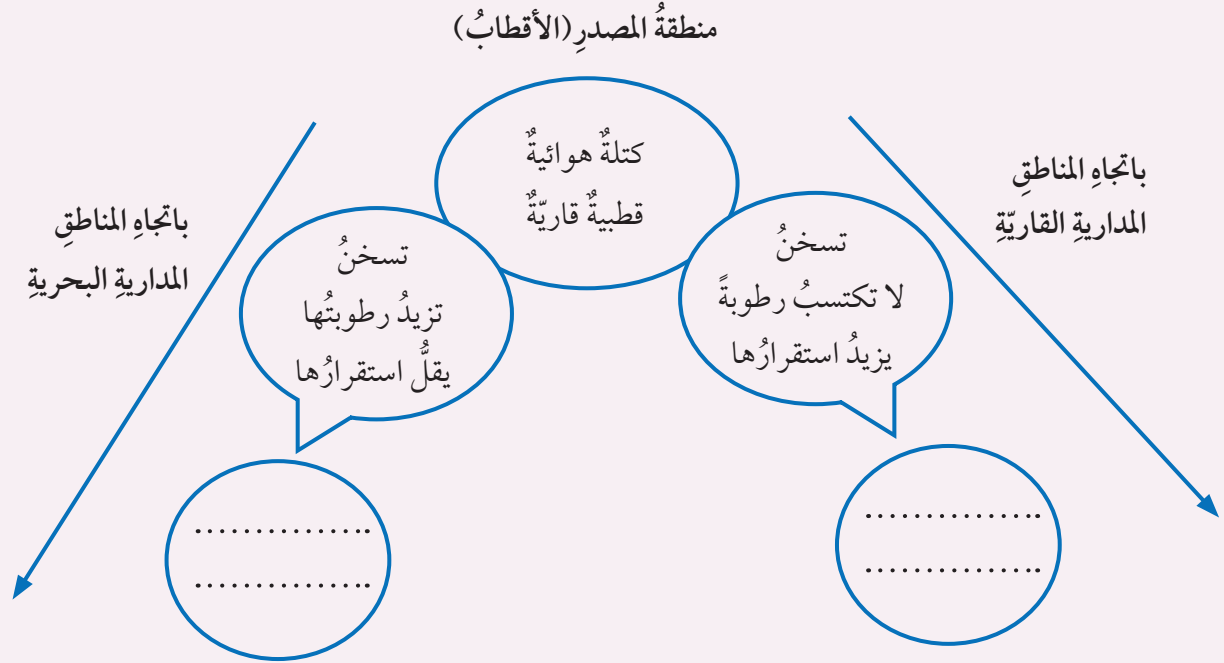 منطقةُ المصدرِ(الأقطابُ)
كتلةٌ هوائيةٌ
قطبيةٌ قاريّةٌ
باتجاهِ المناطقِ
المداريةِ القاريّةِ
تسخنُ
لا تكتسبُ رطوبةً
يزيدُ استقرارُها
...............
...............
باتجاهِ المناطقِ
المداريةِ البحريةِ
تسخنُ
تزيدُ رطوبتُها
يقلُّ استقرارُها
...............
...............